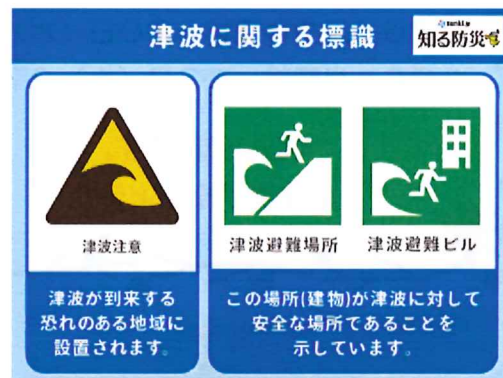 津波に関する標識
知る防災
津波注意
津波避難場所
津波避難ビル
津波が到来する
恐れのある地域に
設置されます。
この場所(建物)が津波に対して
安全な場所であることを
示しています。